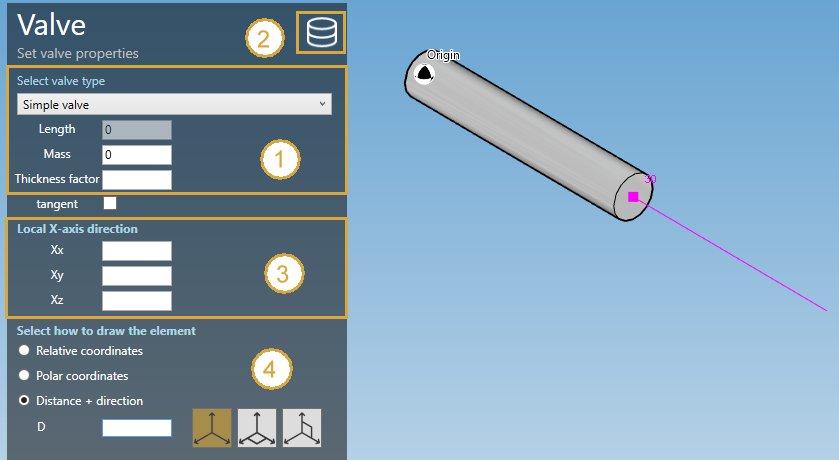 Valve
2
Set valve properties
Select valve type
Simple valve
Length 0
Mass 0
1
Thickness factor
tangent
Local X-axis direction
Xx
Xy
3
Xz
Select how to draw the element
Relative coordinates
4
Polar coordinates
Distance + direction
D
Origin
30